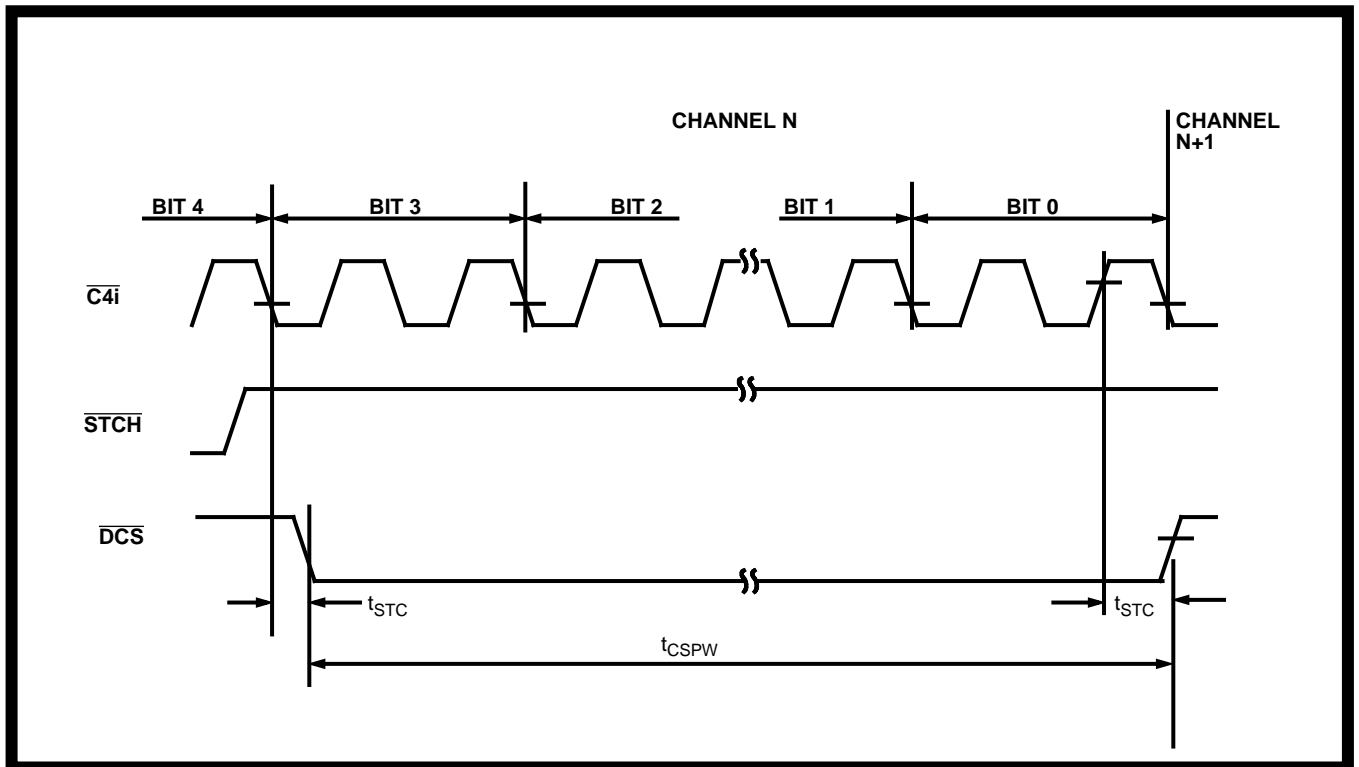 CHANNEL N
CHANNEL
N+1
BIT 4
BIT 3
BIT 2
BIT 1
BIT 0
C4i
STCH
DCS
tSTC
tSTC
tCSPW